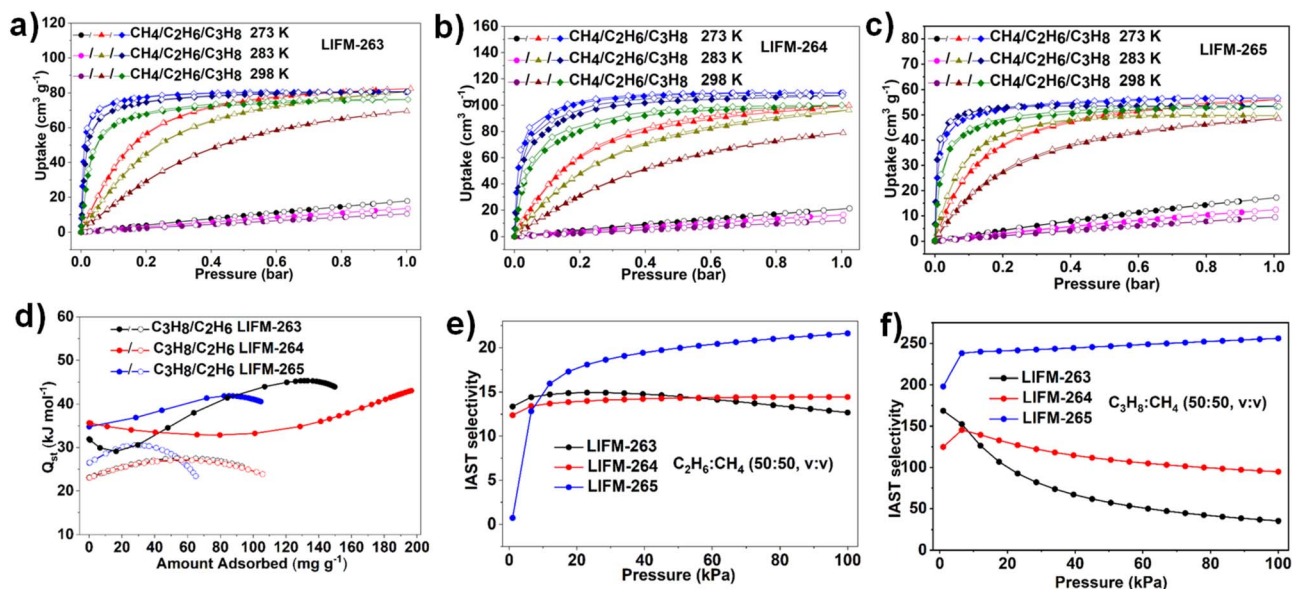 a)
CH4/C2H6/C3H8 273 K
LIFM-263
CH4/C2H6/C3H8 283 K
CH4/C2H6/C3H8 298 K
Uptake (cm³ g⁻¹)
120
100
80
60
40
20
0
0.0 0.2 0.4 0.6 0.8 1.0
Pressure (bar)
b)
CH4/C2H6/C3H8 273 K
LIFM-264
CH4/C2H6/C3H8 283 K
CH4/C2H6/C3H8 298 K
Uptake (cm³ g⁻¹)
160
140
120
100
80
60
40
20
0
0.0 0.2 0.4 0.6 0.8 1.0
Pressure (bar)
c)
CH4/C2H6/C3H8 273 K
LIFM-265
CH4/C2H6/C3H8 283 K
CH4/C2H6/C3H8 298 K
Uptake (cm³ g⁻¹)
80
70
60
50
40
30
20
10
0
0.0 0.2 0.4 0.6 0.8 1.0
Pressure (bar)
d)
C3H8/C2H6 LIFM-263
C3H8/C2H6 LIFM-264
C3H8/C2H6 LIFM-265
Qst (kJ mol⁻¹)
60
50
40
30
20
10
0 40 80 120 160 200
Amount Adsorbed (mg g⁻¹)
e)
LIFM-263
LIFM-264
LIFM-265
C2H6:CH4 (50:50, v:v)
IAST selectivity
20
15
10
5
0
0 20 40 60 80 100
Pressure (kPa)
f)
LIFM-263
LIFM-264
LIFM-265
C3H8:CH4 (50:50, v:v)
IAST selectivity
250
200
150
100
50
0
0 20 40 60 80 100
Pressure (kPa)